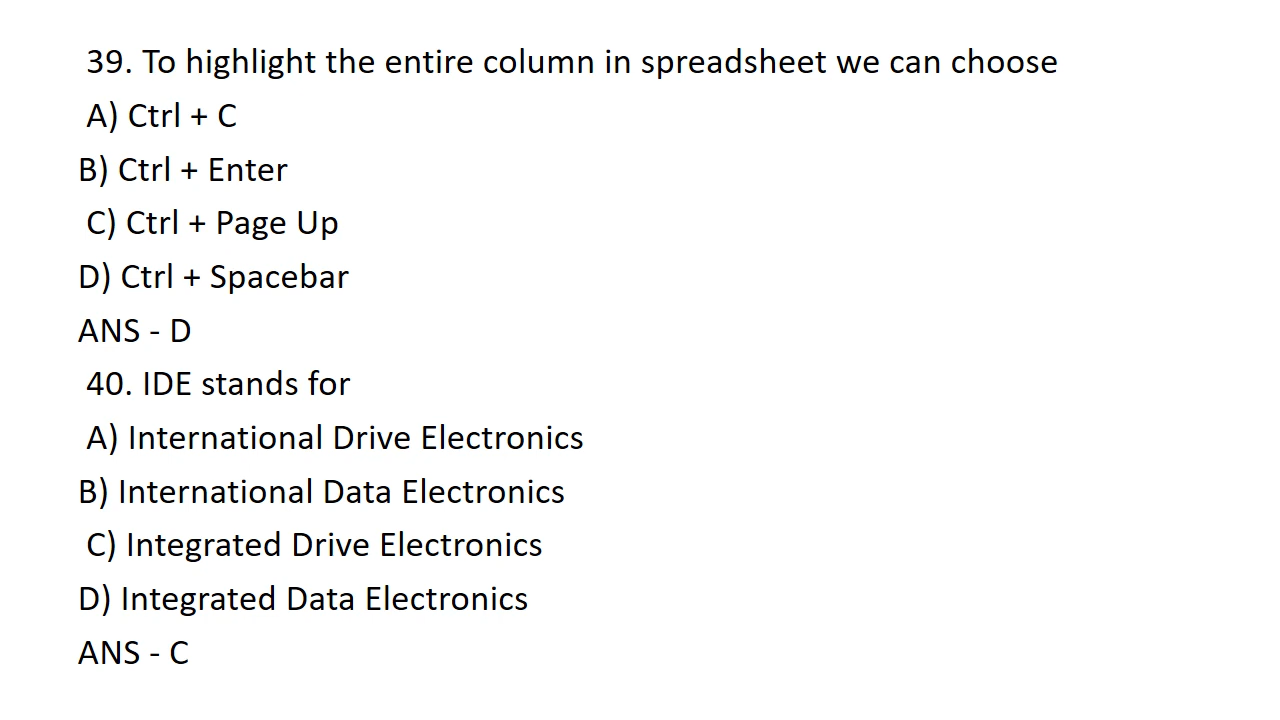 39. To highlight the entire column in spreadsheet we can choose
A) Ctrl + C
B) Ctrl + Enter
C) Ctrl + Page Up
D) Ctrl + Spacebar
ANS - D
40. IDE stands for
A) International Drive Electronics
B) International Data Electronics
C) Integrated Drive Electronics
D) Integrated Data Electronics
ANS - C